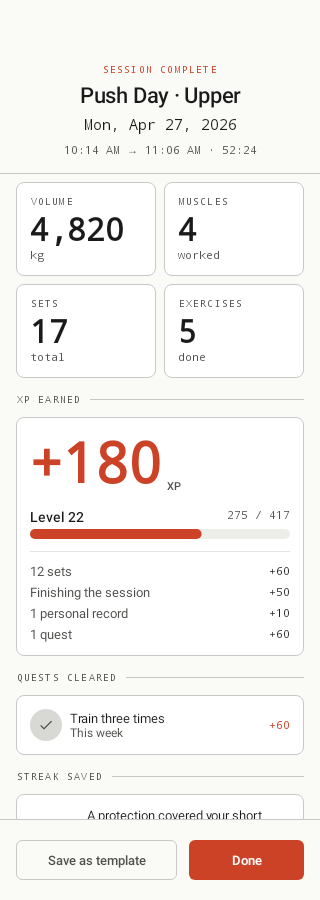 SESSION COMPLETE
Push Day · Upper
Mon, Apr 27, 2026
10:14 AM → 11:06 AM · 52:24
VOLUME
4,820
kg
MUSCLES
4
worked
SETS
17
total
EXERCISES
5
done
XP EARNED
+180 XP
Level 22 275 / 417
12 sets +60
Finishing the session +50
1 personal record +10
1 quest +60
QUESTS CLEARED
Train three times +60
This week
STREAK SAVED
A protection covered your short
Save as template Done